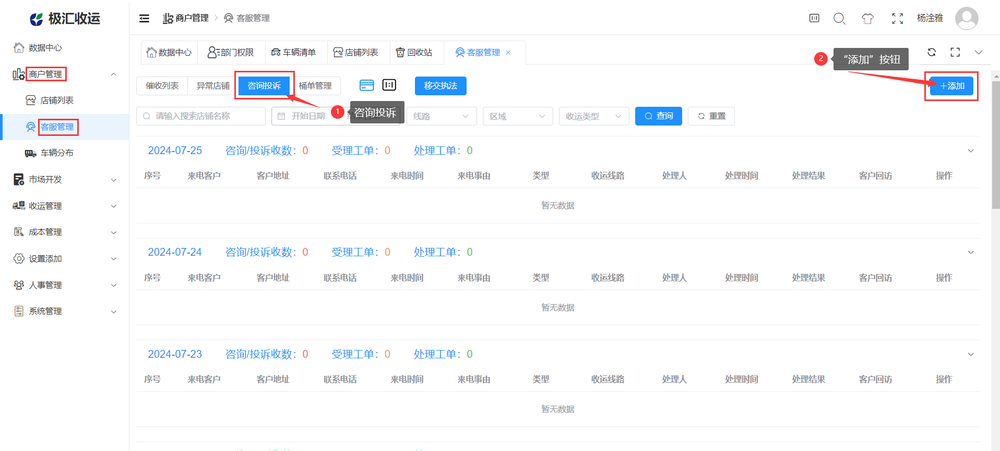 极汇收运
商户管理
客服管理
杨淦雅
数据中心
商户管理
店铺列表
客服管理
车辆分布
市场开发
收运管理
成本管理
设置添加
人事管理
系统管理
数据中心 部门权限 车辆清单 店铺列表 回收站 客服管理 ×
2 “添加”按钮
催收列表 异常店铺 咨询投诉 桶单管理 移交执法 +添加
请输入搜索店铺名称 开始日期 线路 区域 收运类型 查询 重置
1 咨询投诉
2024-07-25 咨询/投诉收数：0 受理工单：0 处理工单：0
序号 来电客户 客户地址 联系电话 来电时间 来电事由 类型 收运线路 处理人 处理时间 处理结果 客户回访 操作
暂无数据
2024-07-24 咨询/投诉收数：0 受理工单：0 处理工单：0
序号 来电客户 客户地址 联系电话 来电时间 来电事由 类型 收运线路 处理人 处理时间 处理结果 客户回访 操作
暂无数据
2024-07-23 咨询/投诉收数：0 受理工单：0 处理工单：0
序号 来电客户 客户地址 联系电话 来电时间 来电事由 类型 收运线路 处理人 处理时间 处理结果 客户回访 操作
暂无数据